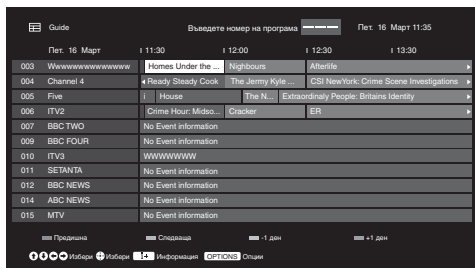 Guide Въведете номер на програма Пет. 16 Март 11:35
Пет. 16 Март 11:30 12:00 12:30 13:30
003 Wwwwwwwwwwwwww Homes Under the ... Nighbours Afterlife
004 Channel 4 Ready Steady Cook The Jermy Kyle ... CSI NewYork: Crime Scene Investigations
005 Five i House The N... Extraordinaly People: Britains Identity
006 ITV2 Crime Hour: Midso... Cracker ER
007 BBC TWO No Event information
009 BBC FOUR No Event information
010 ITV3 WWWWWWW
011 SETANTA No Event information
012 BBC NEWS No Event information
014 ABC NEWS No Event information
015 MTV No Event information
Предишна Следваща -1 ден +1 ден
Избери Избери i+ Информация OPTIONS Опции